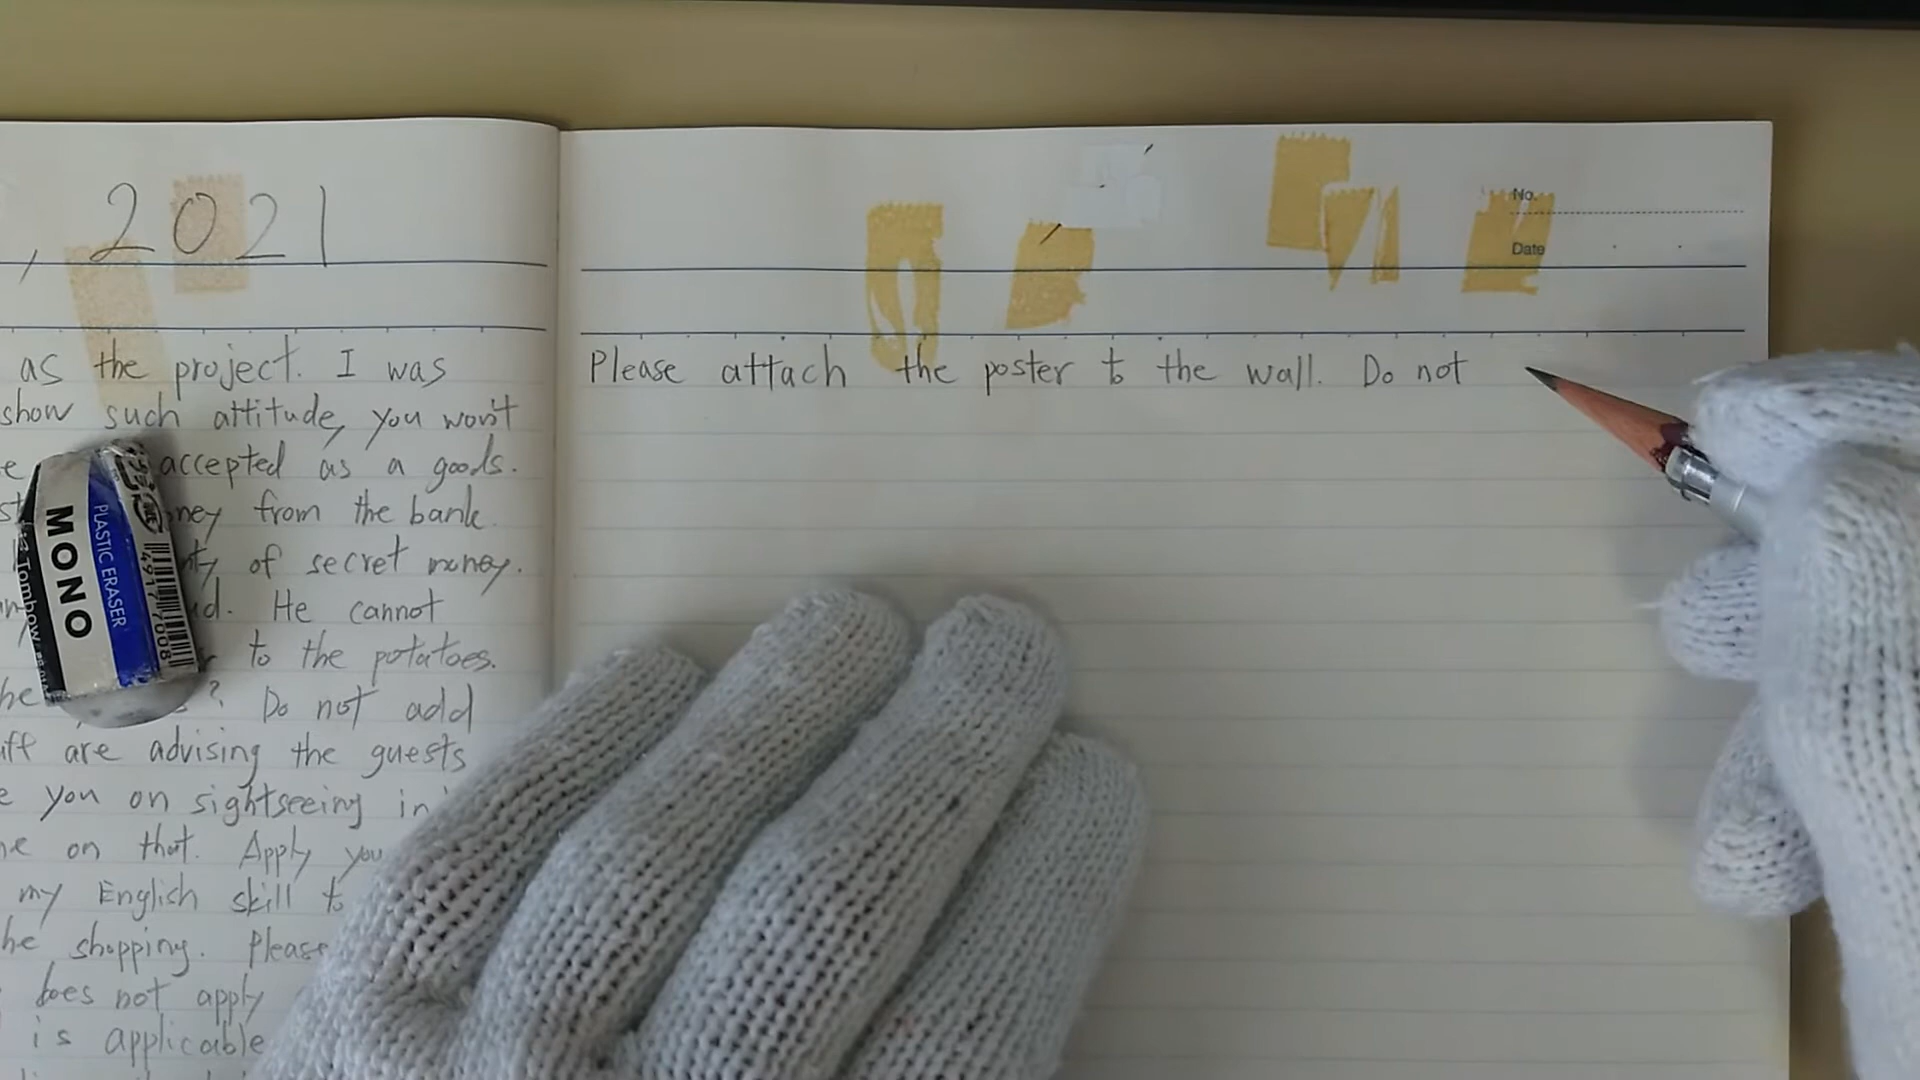 , 2021
as the project. I was
show such attitude, you won't
accepted as a goods.
from the bank.
of secret money.
He cannot
to the potatoes.
? Do not add
are advising the guests
you on sightseeing in
on that. Apply you
my English skill to
shopping. Please
does not apply
is applicable
MONO
PLASTIC ERASER
Tombow
4917 7008
No.
Date
Please attach the poster to the wall. Do not